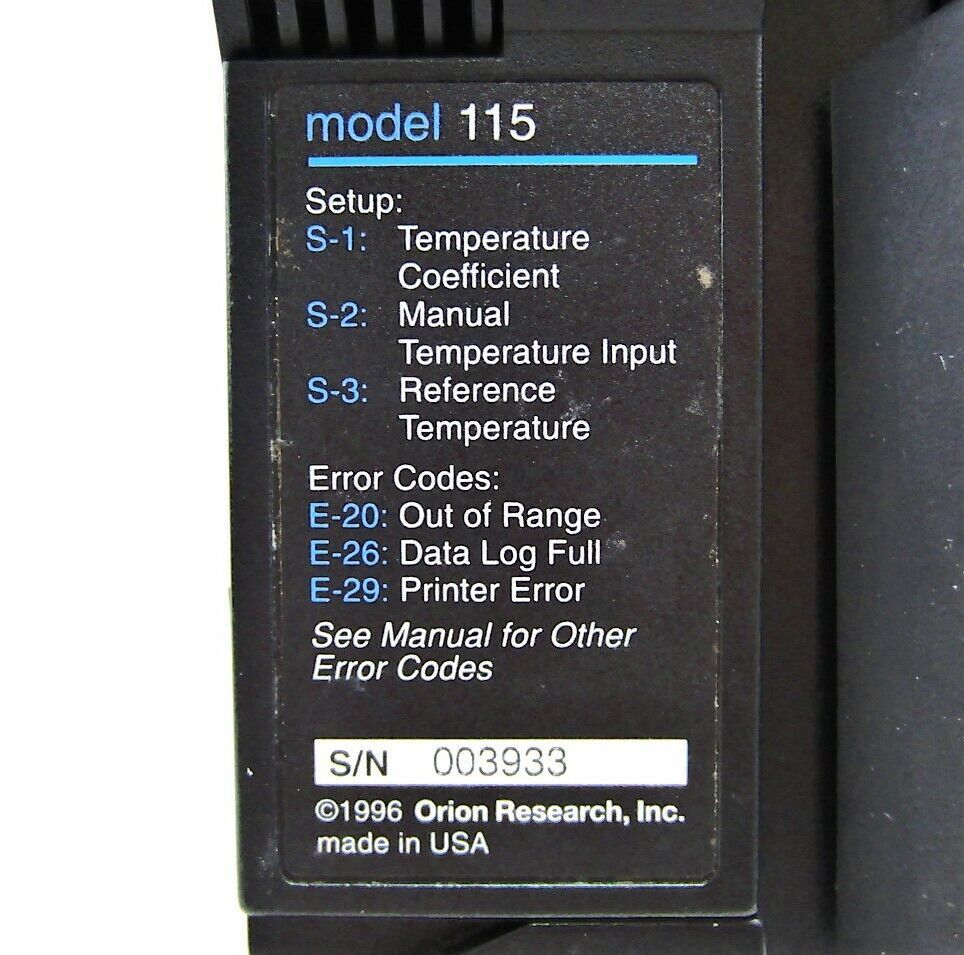 model 115
Setup:
S-1: Temperature
Coefficient
S-2: Manual
Temperature Input
S-3: Reference
Temperature
Error Codes:
E-20: Out of Range
E-26: Data Log Full
E-29: Printer Error
See Manual for Other
Error Codes
S/N 003933
©1996 Orion Research, Inc.
made in USA